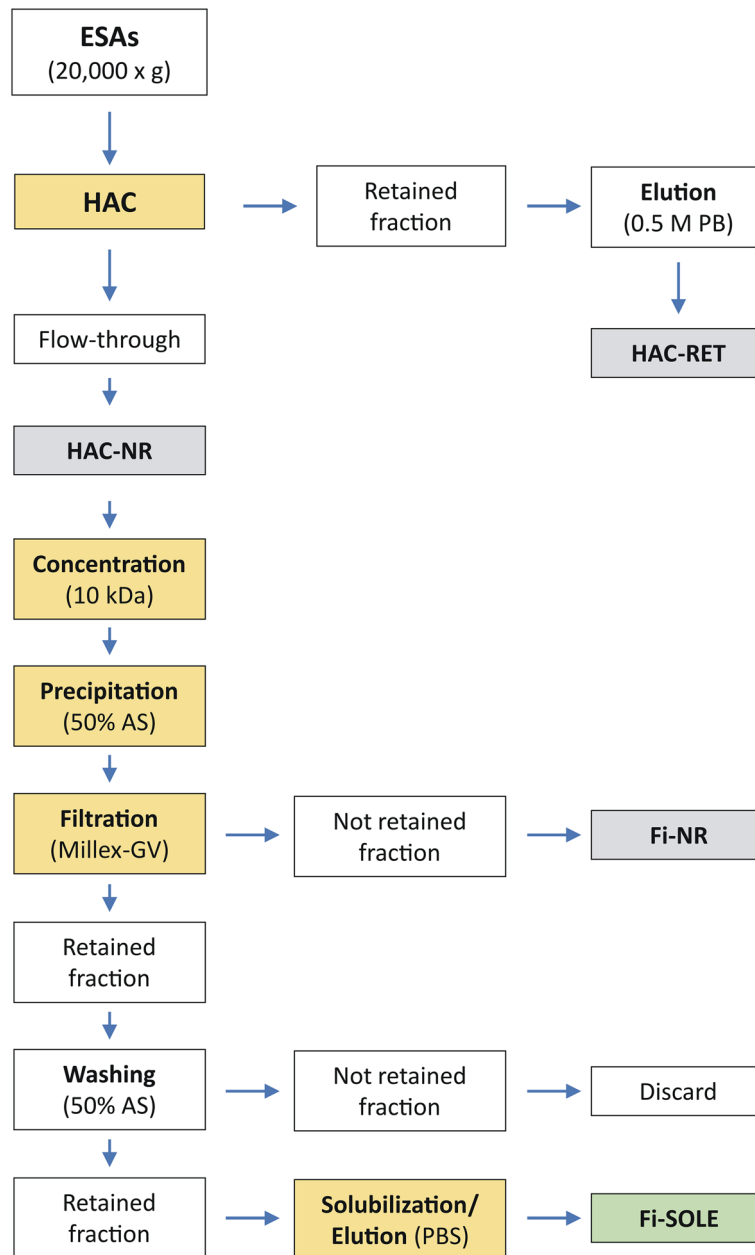 ESAs
(20,000 x g)
HAC
Retained
fraction
Elution
(0.5 M PB)
Flow-through
HAC-RET
HAC-NR
Concentration
(10 kDa)
Precipitation
(50% AS)
Filtration
(Millex-GV)
Not retained
fraction
Fi-NR
Retained
fraction
Washing
(50% AS)
Not retained
fraction
Discard
Retained
fraction
Solubilization/
Elution (PBS)
Fi-SOLE